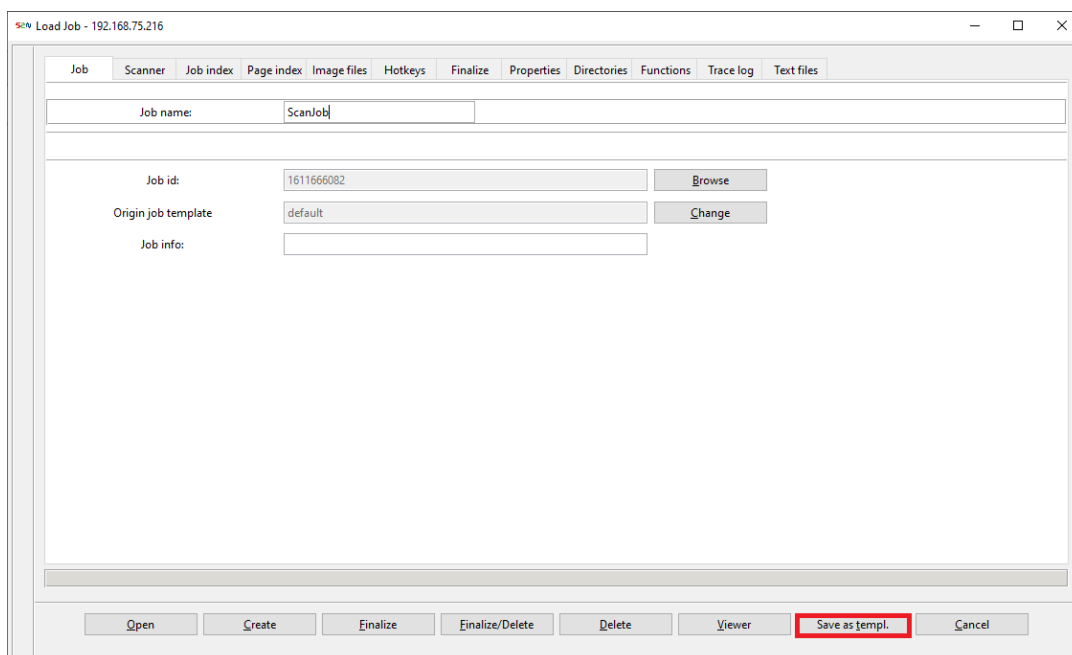 S2N Load Job - 192.168.75.216
Job Scanner Job index Page index Image files Hotkeys Finalize Properties Directories Functions Trace log Text files
Job name: ScanJob
Job id: 1611666082 Browse
Origin job template default Change
Job info:
Open Create Finalize Finalize/Delete Delete Viewer Save as templ. Cancel